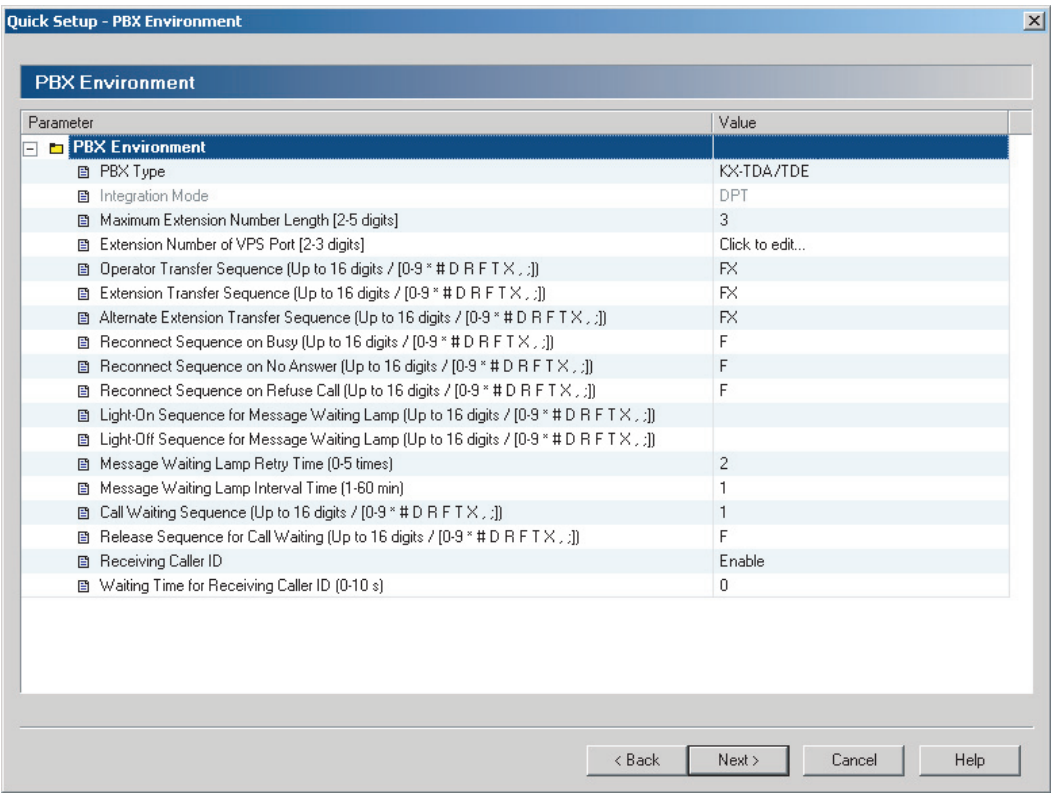 Quick Setup - PBX Environment
PBX Environment
Parameter Value
PBX Environment
PBX Type KX-TDA/TDE
Integration Mode DPT
Maximum Extension Number Length [2-5 digits] 3
Extension Number of VPS Port [2-3 digits] Click to edit...
Operator Transfer Sequence (Up to 16 digits / [0-9 * # D R F T X , ;]) FX
Extension Transfer Sequence (Up to 16 digits / [0-9 * # D R F T X , ;]) FX
Alternate Extension Transfer Sequence (Up to 16 digits / [0-9 * # D R F T X , ;]) FX
Reconnect Sequence on Busy (Up to 16 digits / [0-9 * # D R F T X , ;]) F
Reconnect Sequence on No Answer (Up to 16 digits / [0-9 * # D R F T X , ;]) F
Reconnect Sequence on Refuse Call (Up to 16 digits / [0-9 * # D R F T X , ;]) F
Light-On Sequence for Message Waiting Lamp (Up to 16 digits / [0-9 * # D R F T X , ;])
Light-Off Sequence for Message Waiting Lamp (Up to 16 digits / [0-9 * # D R F T X , ;])
Message Waiting Lamp Retry Time (0-5 times) 2
Message Waiting Lamp Interval Time (1-60 min) 1
Call Waiting Sequence (Up to 16 digits / [0-9 * # D R F T X , ;]) 1
Release Sequence for Call Waiting (Up to 16 digits / [0-9 * # D R F T X , ;]) F
Receiving Caller ID Enable
Waiting Time for Receiving Caller ID (0-10 s) 0
< Back Next > Cancel Help